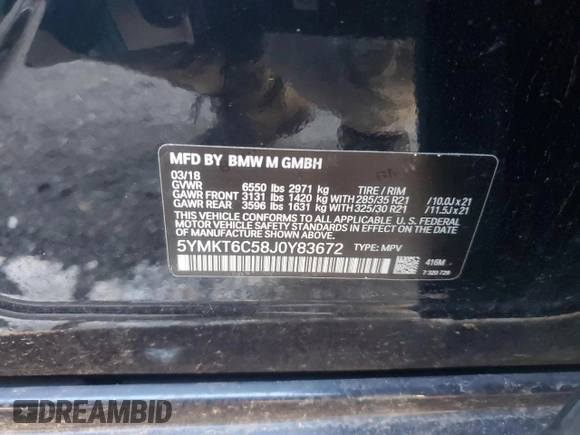 MFD BY BMW M GMBH
03/18
GVWR 6550 lbs 2971 kg TIRE / RIM
GAWR FRONT 3131 lbs 1420 kg WITH 285/35 R21 /10.0J x 21
GAWR REAR 3596 lbs 1631 kg WITH 325/30 R21 /11.5J x 21
THIS VEHICLE CONFORMS TO ALL APPLICABLE U.S. FEDERAL
MOTOR VEHICLE SAFETY STANDARDS IN EFFECT ON THE
DATE OF MANUFACTURE SHOWN ABOVE.
5YMKT6C58J0Y83672 TYPE: MPV
416M
7 320 729
DREAMBID